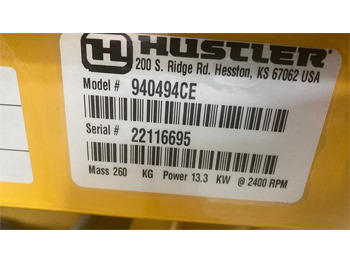 H HUSTLER
200 S. Ridge Rd. Hesston, KS 67062 USA
Model # 940494CE
Serial # 22116695
Mass 260 KG Power 13.3 KW @ 2400 RPM